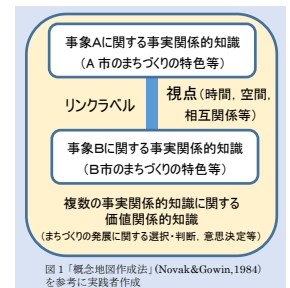 事象Aに関する事実関係的知識
(A 市のまちづくりの特色等)
リンクラベル
視点(時間, 空間,
相互関係等)
事象Bに関する事実関係的知識
(B市のまちづくりの特色等)
複数の事実関係的知識に関する
価値関係的知識
(まちづくりの発展に関する選択・判断, 意思決定等)
図1「概念地図作成法」(Novak&Gowin,1984)
を参考に実践者作成